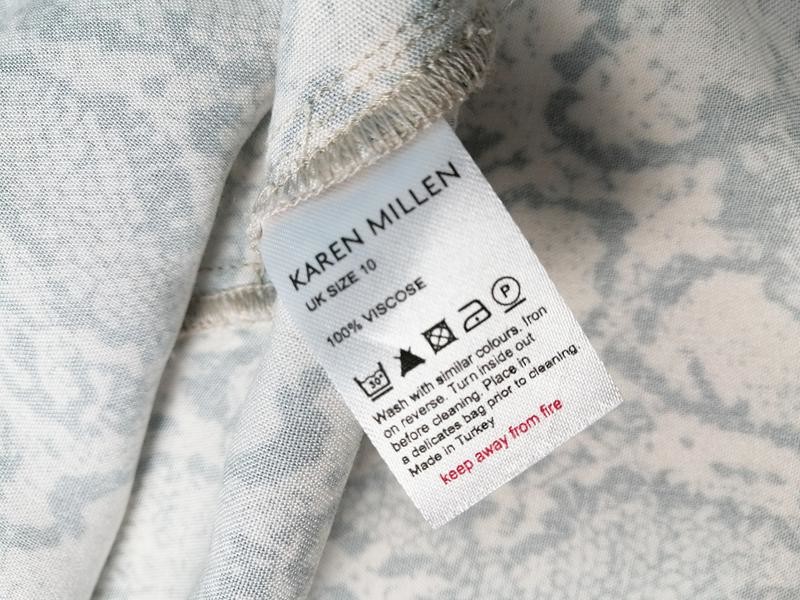 KAREN MILLEN
UK SIZE 10
100% VISCOSE
30°
P
Wash with similar colours. Iron
on reverse. Turn inside out
before cleaning. Place in
a delicates bag prior to cleaning.
Made in Turkey
keep away from fire